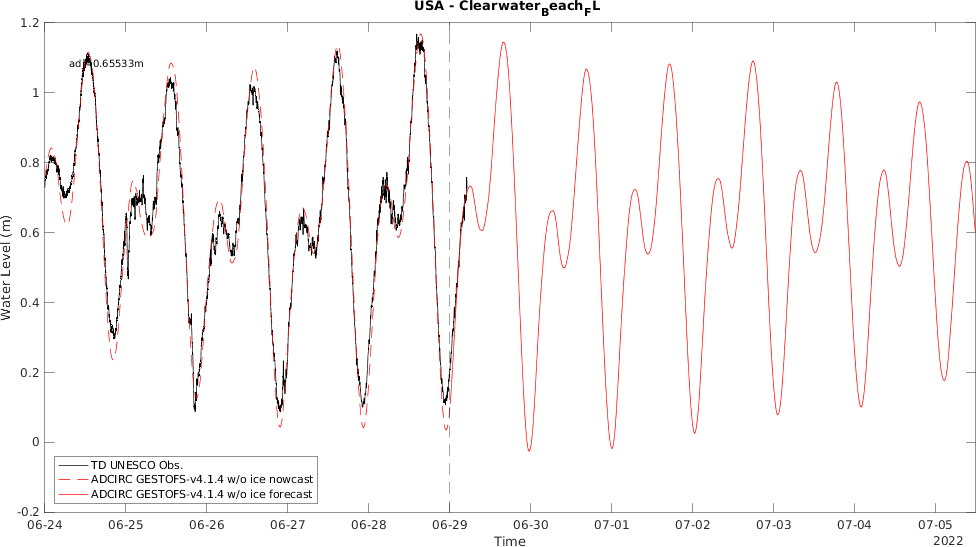 USA - Clearwater_Beach_FL
1.2
adj=0.65533m
1
0.8
0.6
0.4
0.2
0
-0.2
Water Level (m)
TD UNESCO Obs.
ADCIRC GESTOFS-v4.1.4 w/o ice nowcast
ADCIRC GESTOFS-v4.1.4 w/o ice forecast
06-24 06-25 06-26 06-27 06-28 06-29 06-30 07-01 07-02 07-03 07-04 07-05
Time
2022